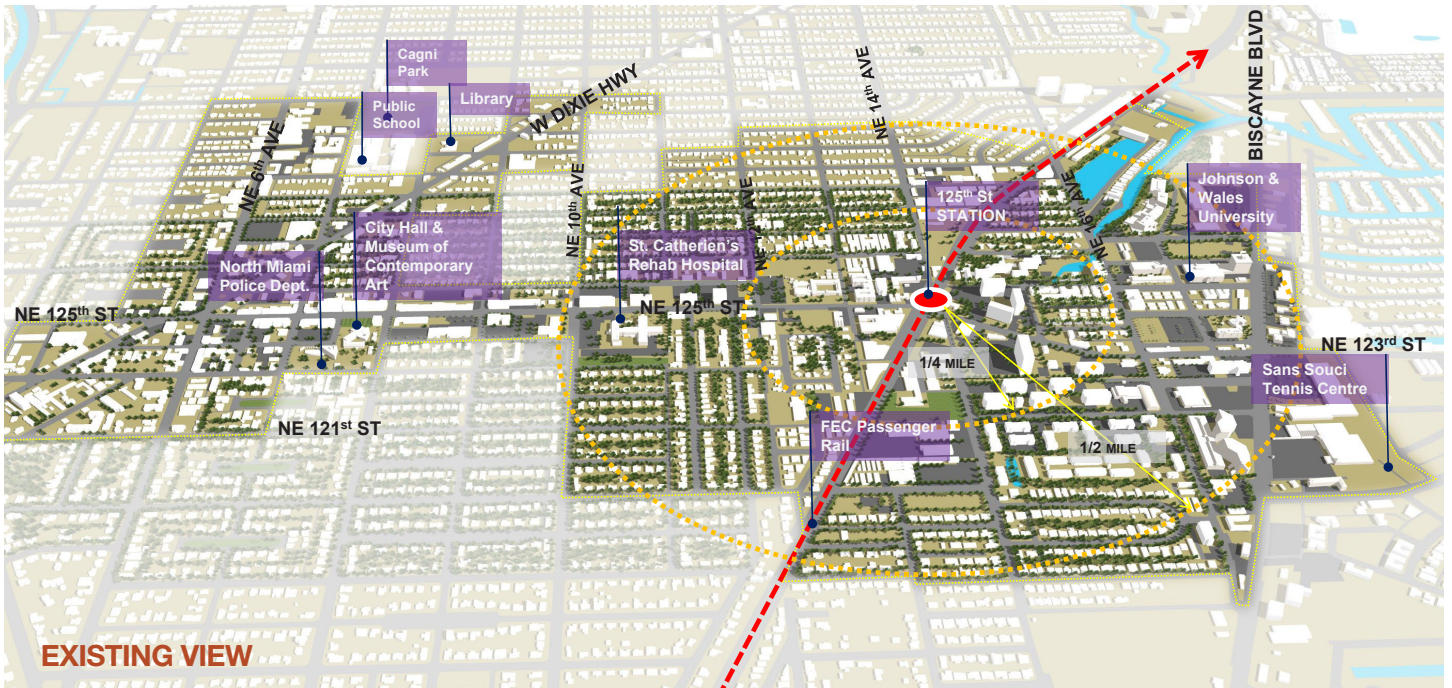 Cagni
Park
Public
School
Library
W DIXIE HWY
NE 6th AVE
NE 10th AVE
NE 14th AVE
BISCAYNE BLVD
125th St
STATION
NE 16th AVE
Johnson &
Wales
University
City Hall &
Museum of
Contemporary
Art
North Miami
Police Dept.
St. Catherien's
Rehab Hospital
AVE
NE 125th ST
NE 125th ST
NE 123rd ST
1/4 MILE
Sans Souci
Tennis Centre
NE 121st ST
FEC Passenger
Rail
1/2 MILE
EXISTING VIEW